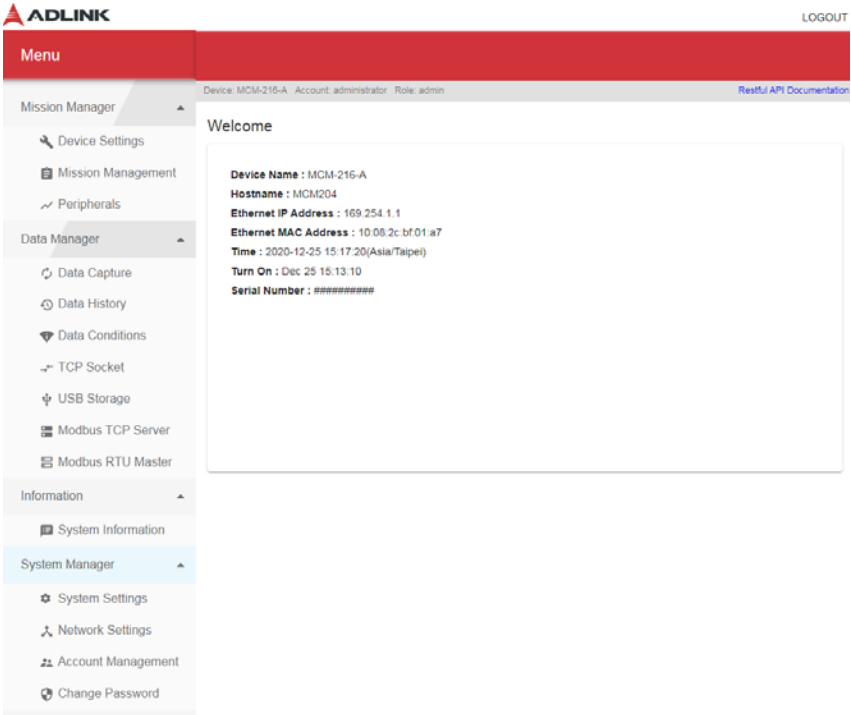 ADLINK
LOGOUT
Menu
Device: MCM-216-A Account: administrator Role: admin
Restful API Documentation
Mission Manager
Device Settings
Mission Management
Peripherals
Data Manager
Data Capture
Data History
Data Conditions
TCP Socket
USB Storage
Modbus TCP Server
Modbus RTU Master
Information
System Information
System Manager
System Settings
Network Settings
Account Management
Change Password
Welcome
Device Name : MCM-216-A
Hostname : MCM204
Ethernet IP Address : 169.254.1.1
Ethernet MAC Address : 10:08:2c:bf:01:a7
Time : 2020-12-25 15:17:20(Asia/Taipei)
Turn On : Dec 25 15:13:10
Serial Number : ##########